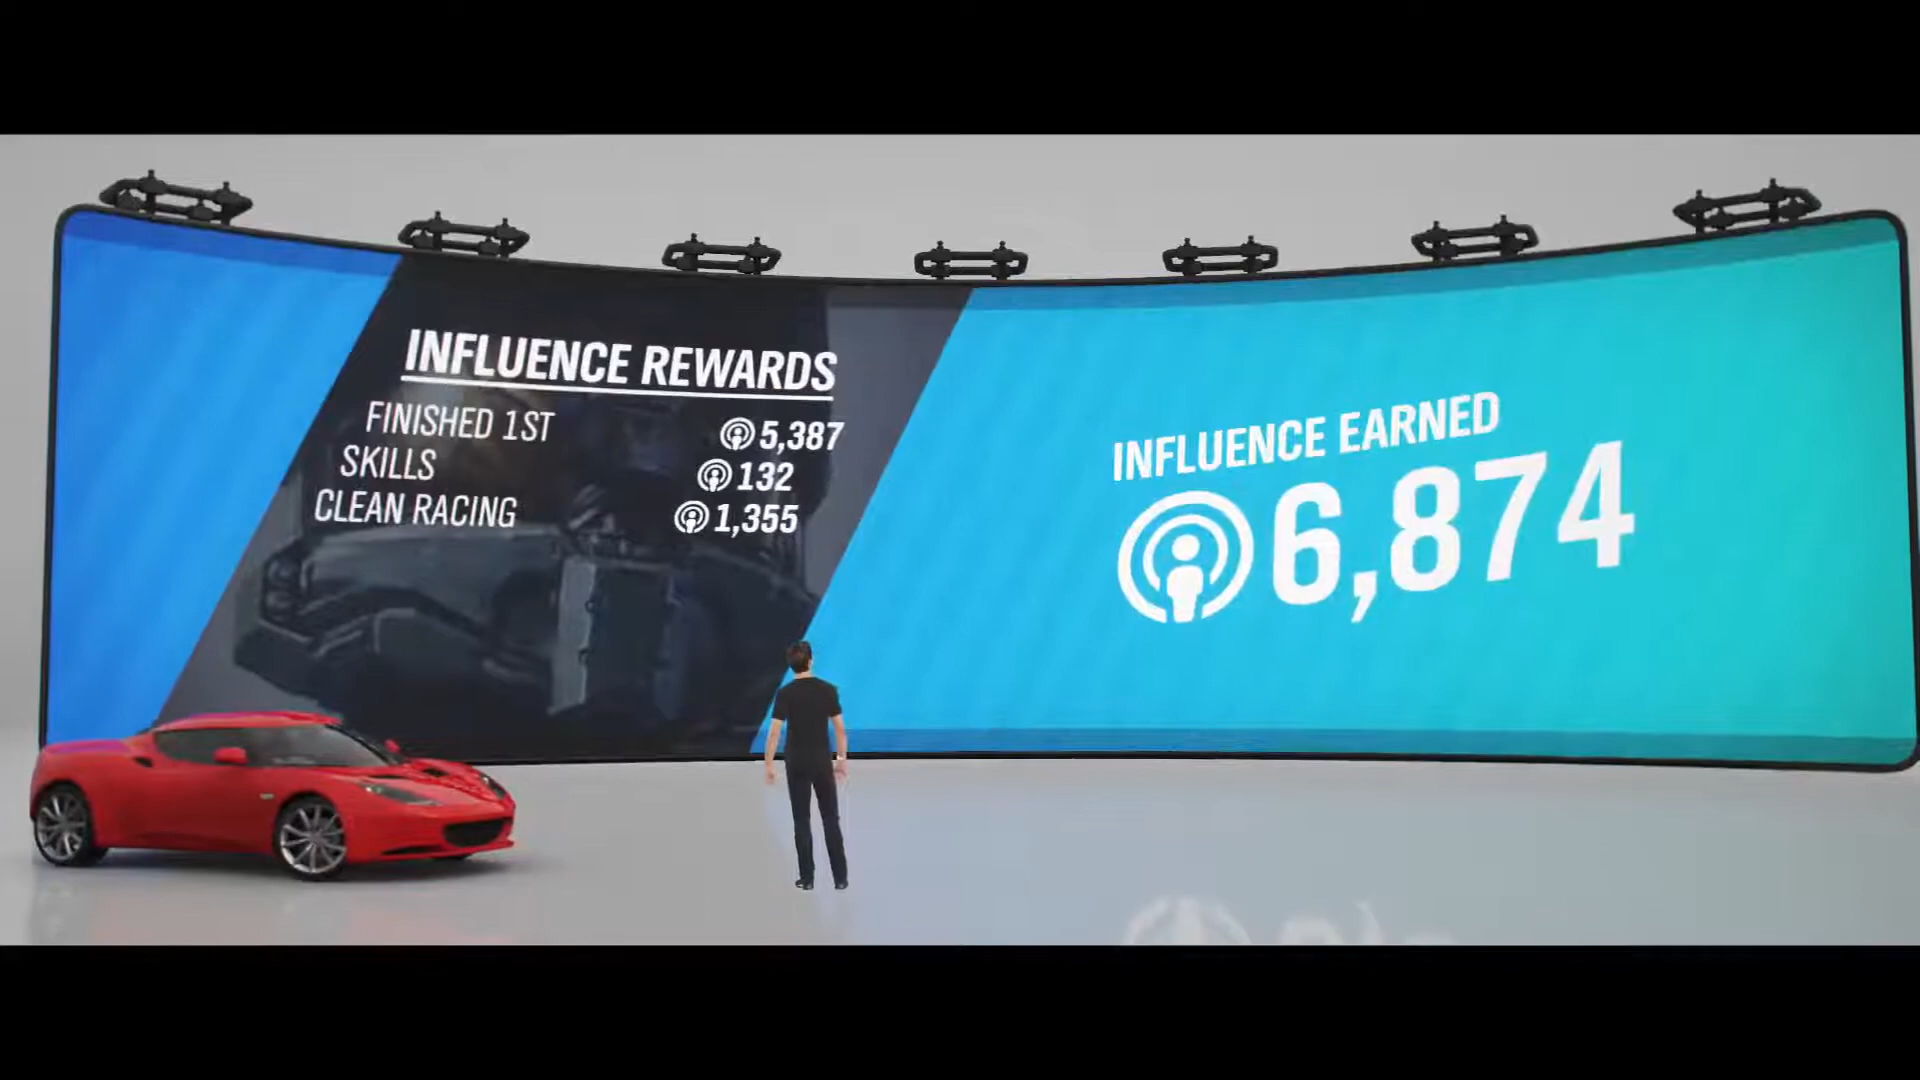 INFLUENCE REWARDS
FINISHED 1ST 5,387
SKILLS 132
CLEAN RACING 1,355
INFLUENCE EARNED
6,874